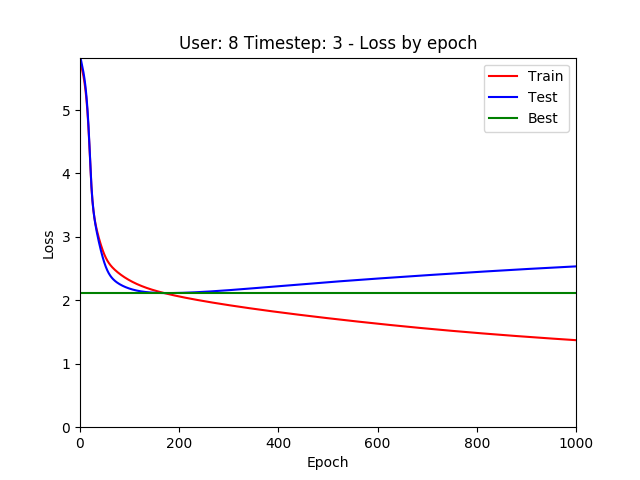 User: 8 Timestep: 3 - Loss by epoch
Train
Test
Best
5
4
3
2
1
0
Loss
0 200 400 600 800 1000
Epoch